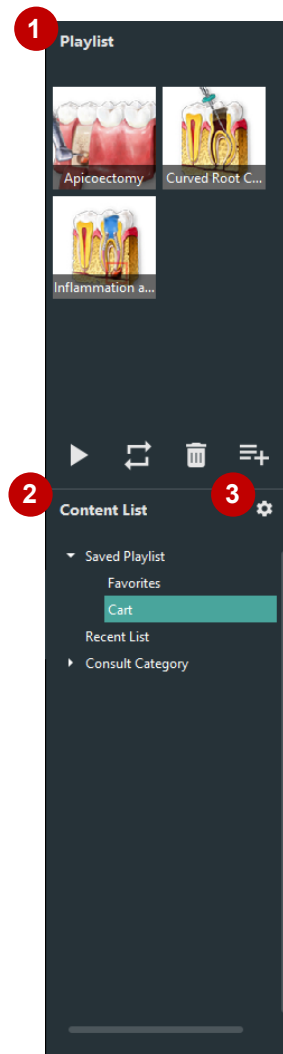 1
Playlist
Apicoectomy
Curved Root C...
Inflammation a...
2
3
Content List
Saved Playlist
Favorites
Cart
Recent List
Consult Category